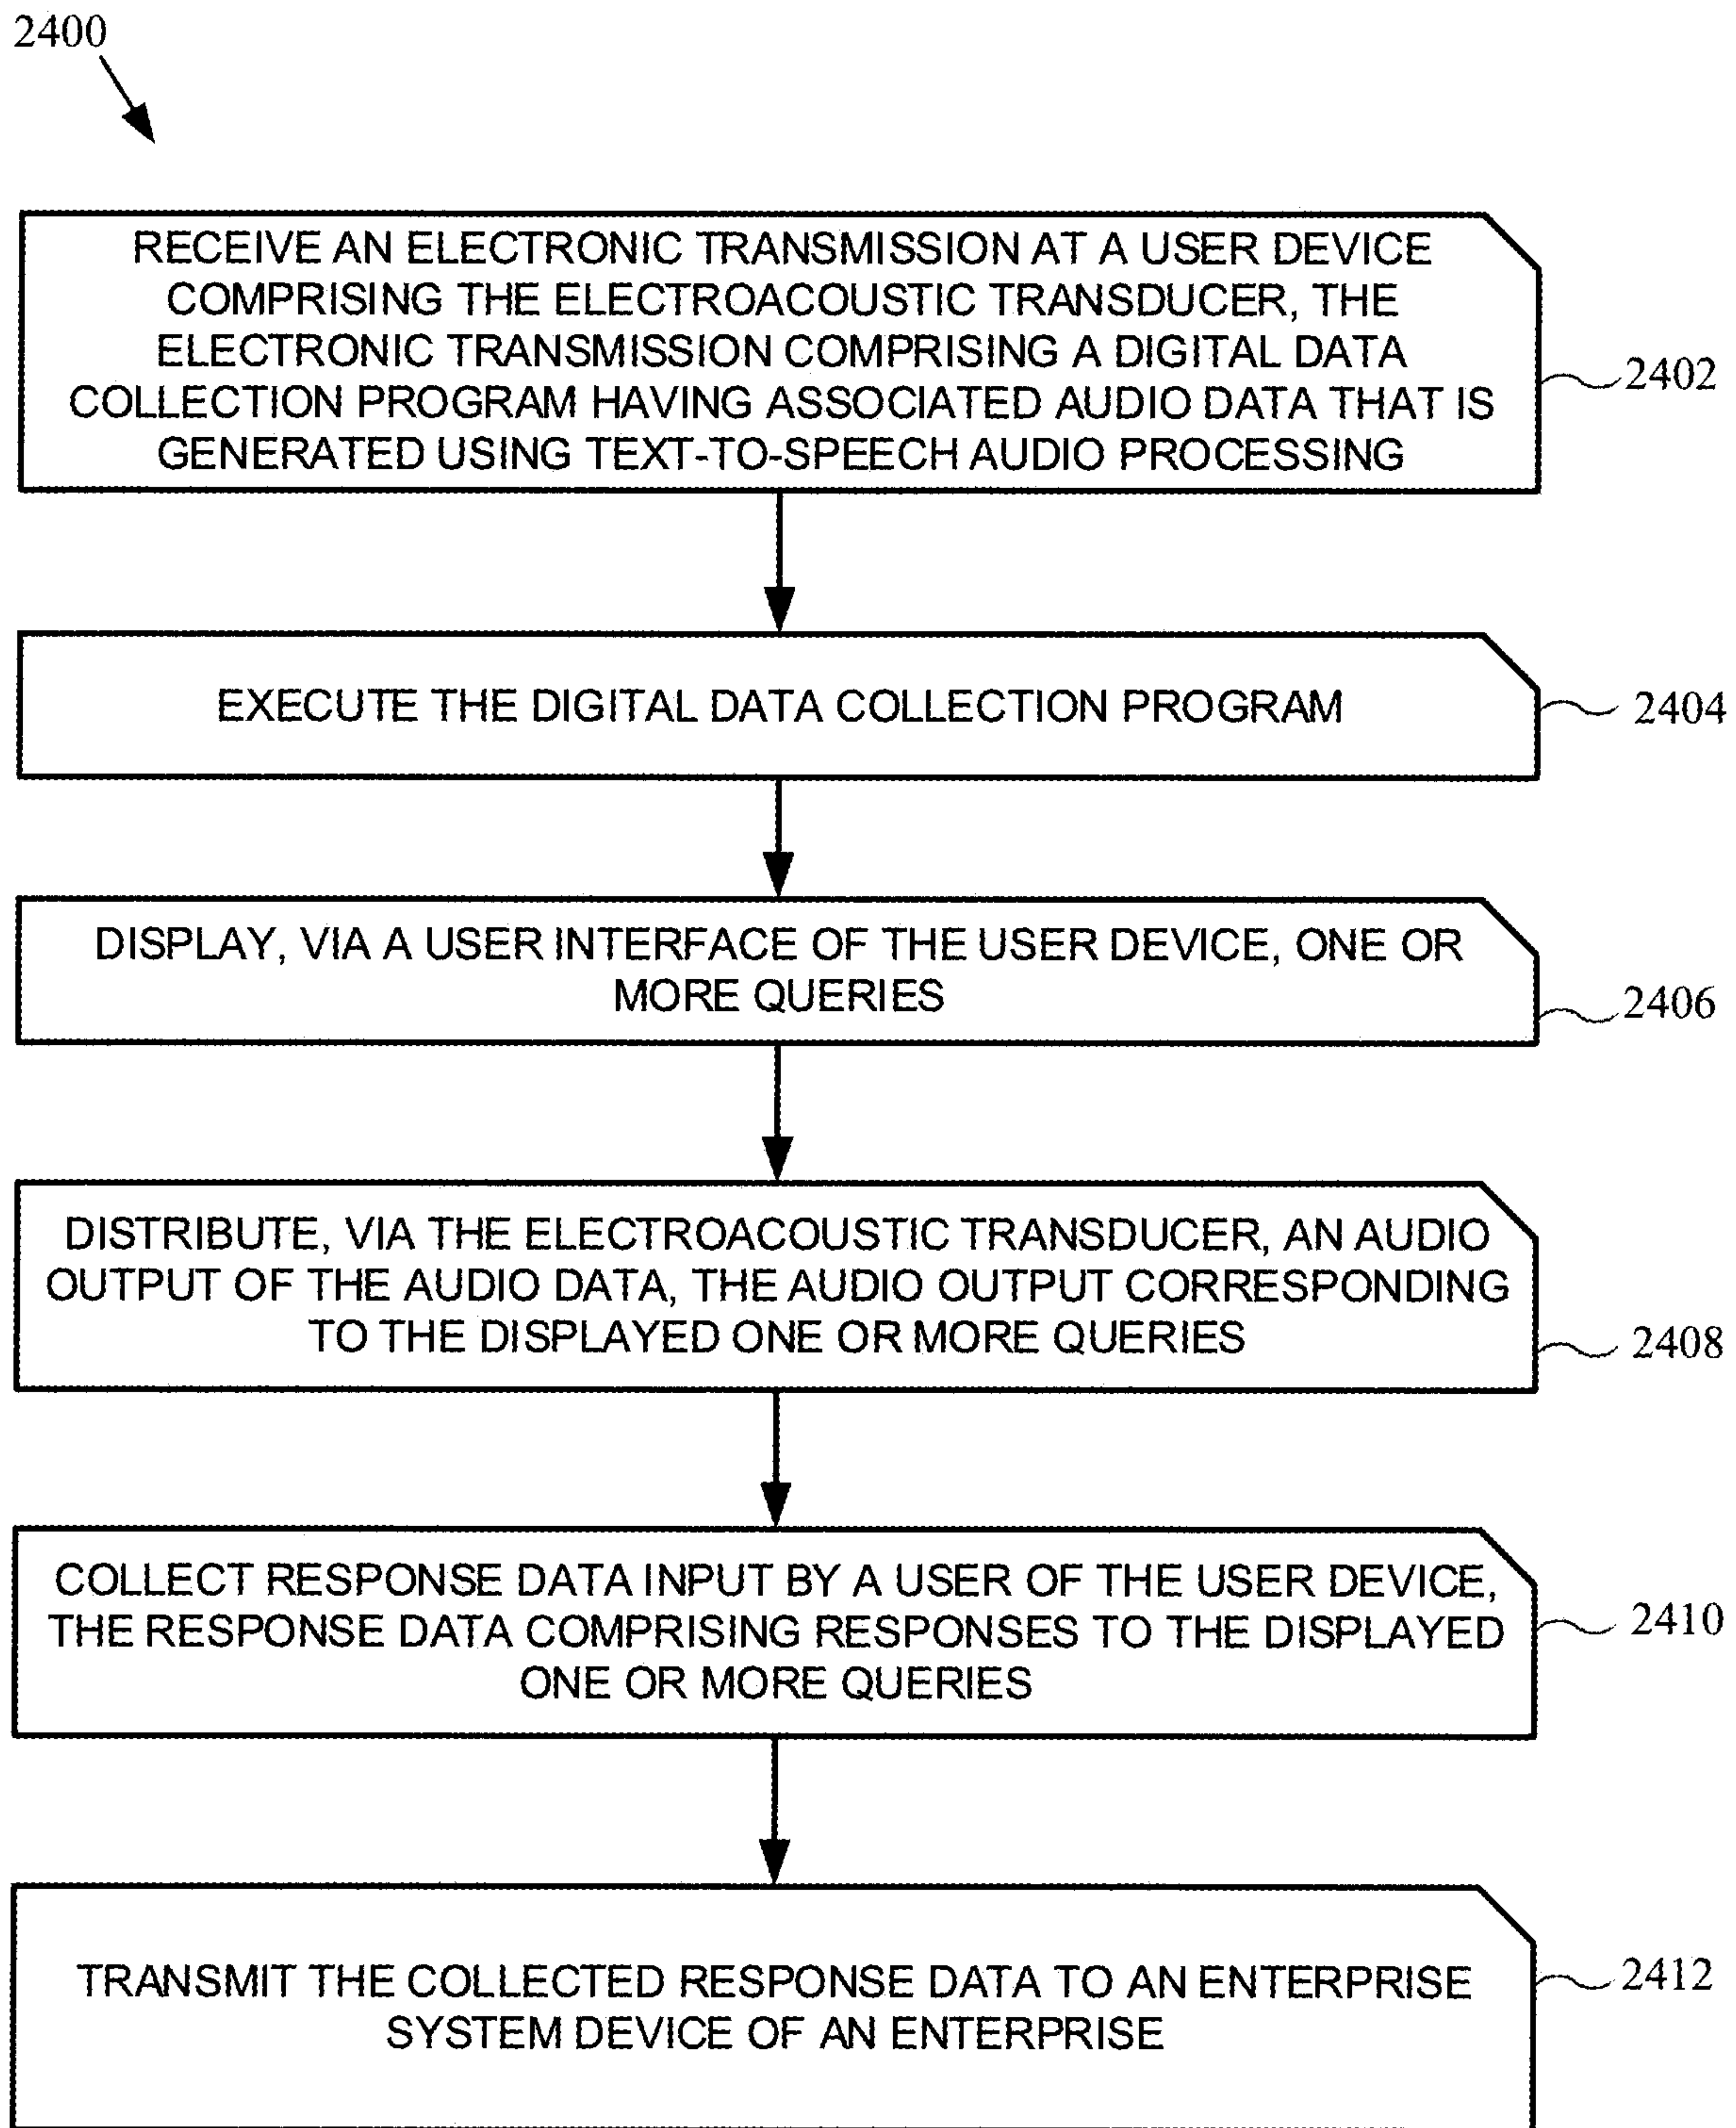 2400
RECEIVE AN ELECTRONIC TRANSMISSION AT A USER DEVICE
COMPRISING THE ELECTROACOUSTIC TRANSDUCER, THE
ELECTRONIC TRANSMISSION COMPRISING A DIGITAL DATA
COLLECTION PROGRAM HAVING ASSOCIATED AUDIO DATA THAT IS
GENERATED USING TEXT-TO-SPEECH AUDIO PROCESSING
2402
EXECUTE THE DIGITAL DATA COLLECTION PROGRAM
2404
DISPLAY, VIA A USER INTERFACE OF THE USER DEVICE, ONE OR
MORE QUERIES
2406
DISTRIBUTE, VIA THE ELECTROACOUSTIC TRANSDUCER, AN AUDIO
OUTPUT OF THE AUDIO DATA, THE AUDIO OUTPUT CORRESPONDING
TO THE DISPLAYED ONE OR MORE QUERIES
2408
COLLECT RESPONSE DATA INPUT BY A USER OF THE USER DEVICE,
THE RESPONSE DATA COMPRISING RESPONSES TO THE DISPLAYED
ONE OR MORE QUERIES
2410
TRANSMIT THE COLLECTED RESPONSE DATA TO AN ENTERPRISE
SYSTEM DEVICE OF AN ENTERPRISE
2412